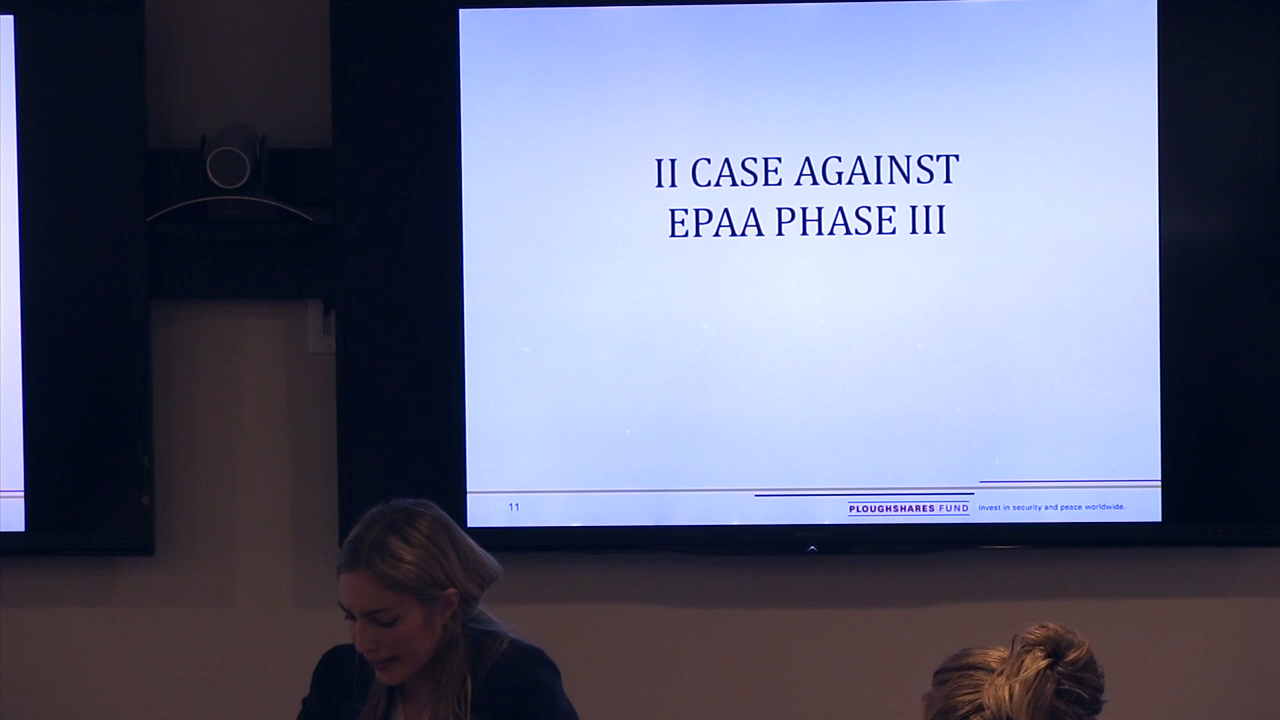 II CASE AGAINST
EPAA PHASE III
11
PLOUGHSHARES FUND Invest in security and peace worldwide.